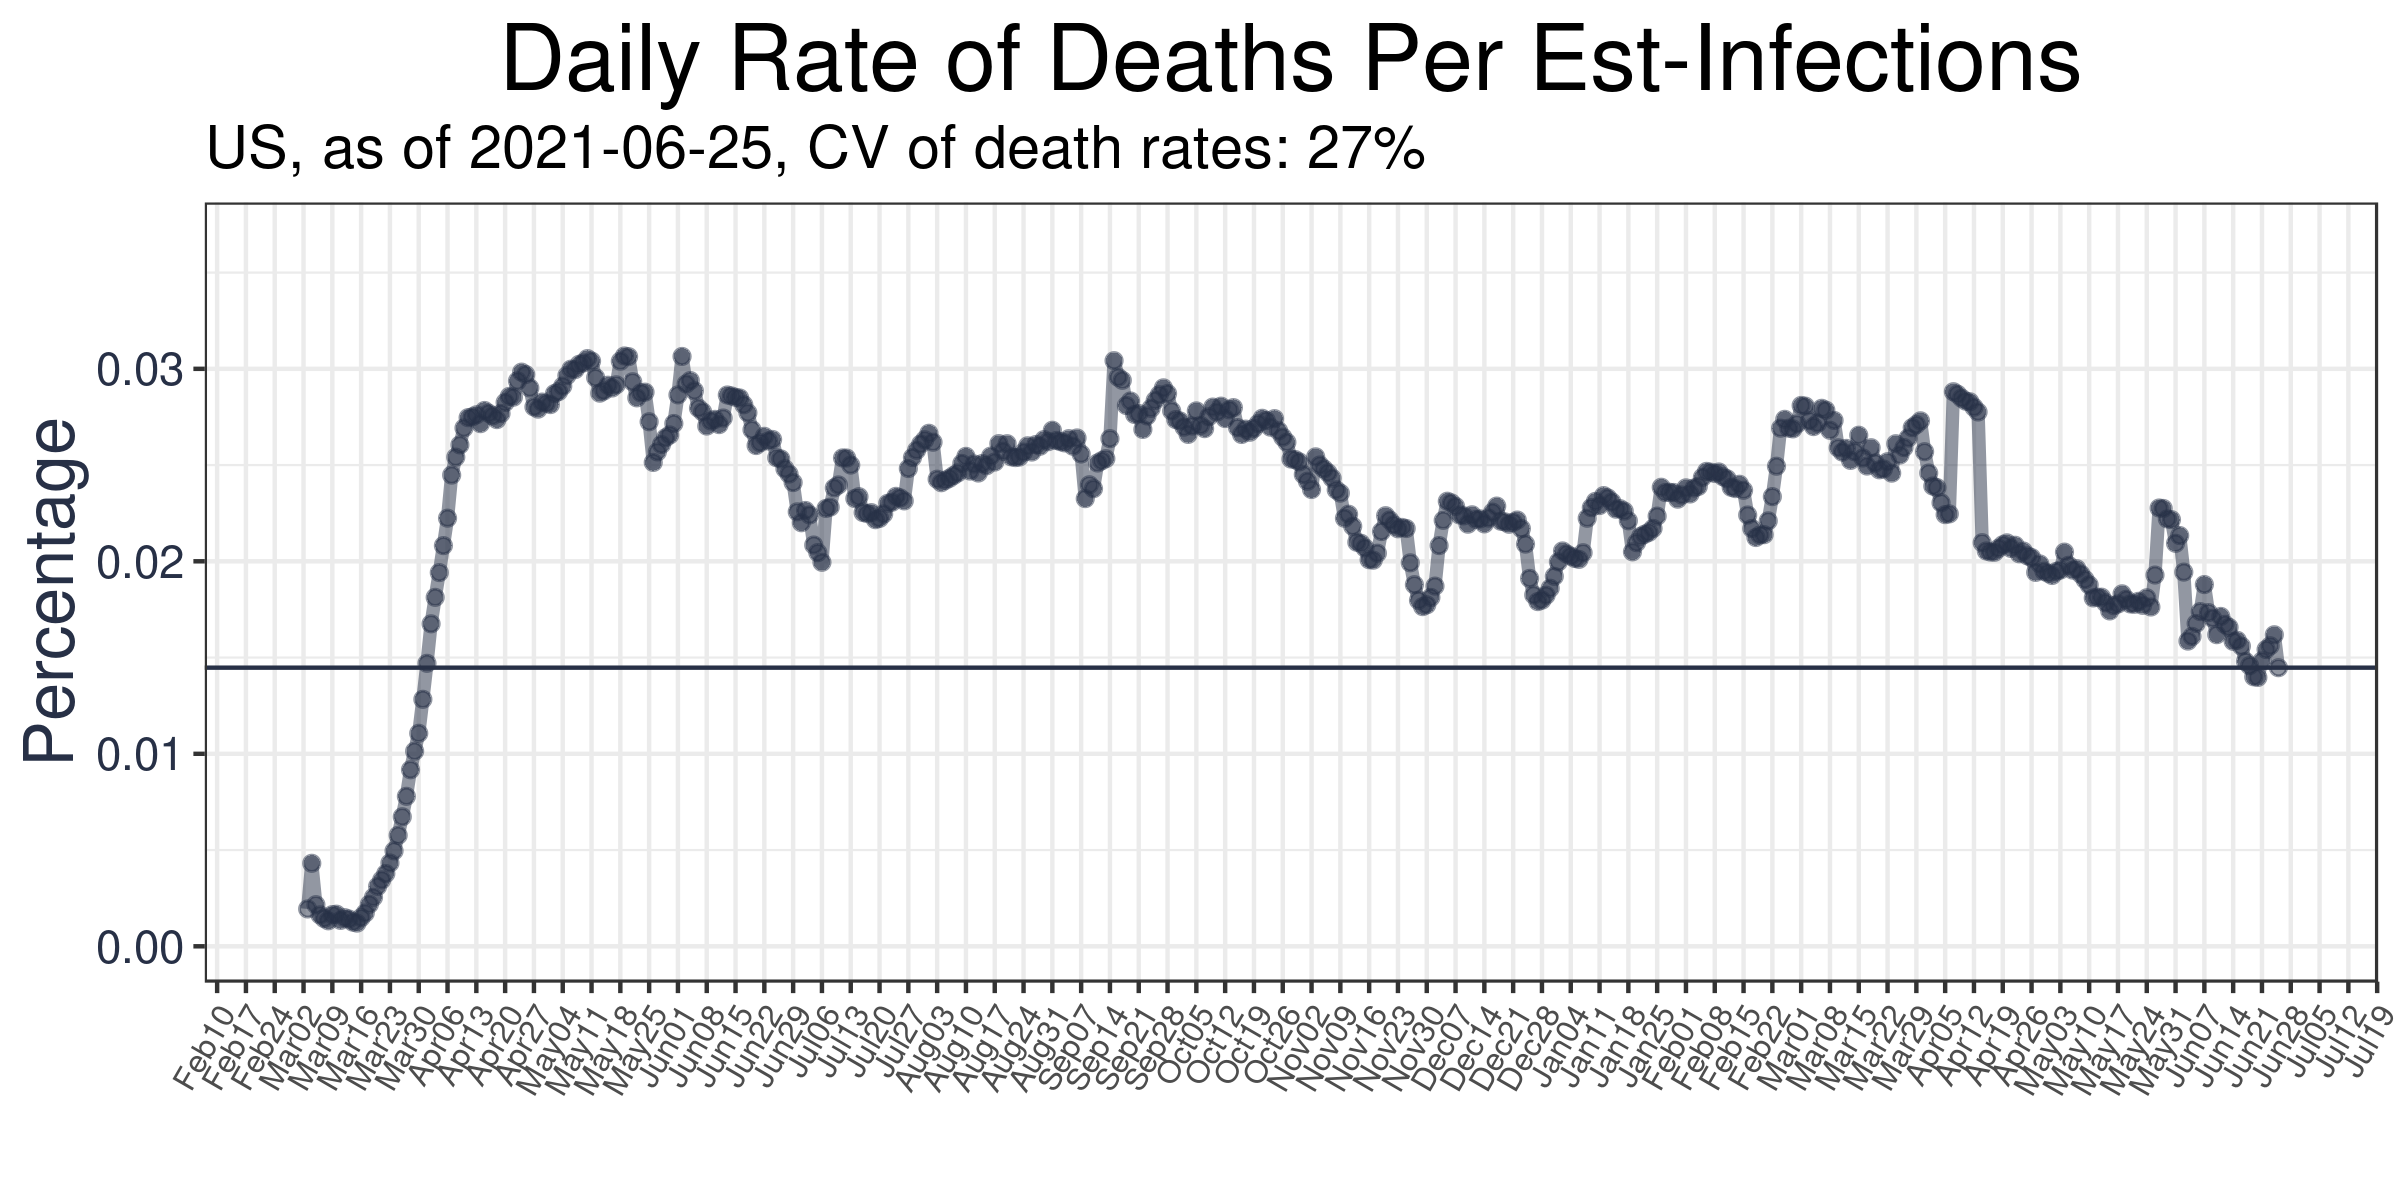 Daily Rate of Deaths Per Est-Infections
US, as of 2021-06-25, CV of death rates: 27%
Percentage
0.03
0.02
0.01
0.00
Feb10
Feb17
Feb24
Mar02
Mar09
Mar16
Mar23
Mar30
Apr06
Apr13
Apr20
Apr27
May04
May11
May18
May25
Jun01
Jun08
Jun15
Jun22
Jun29
Jul06
Jul13
Jul20
Jul27
Aug03
Aug10
Aug17
Aug24
Aug31
Sep07
Sep14
Sep21
Sep28
Oct05
Oct12
Oct19
Oct26
Nov02
Nov09
Nov16
Nov23
Nov30
Dec07
Dec14
Dec21
Dec28
Jan04
Jan11
Jan18
Jan25
Feb01
Feb08
Feb15
Feb22
Mar01
Mar08
Mar15
Mar22
Mar29
Apr05
Apr12
Apr19
Apr26
May03
May10
May17
May24
May31
Jun07
Jun14
Jun21
Jun28
Jul05
Jul12
Jul19